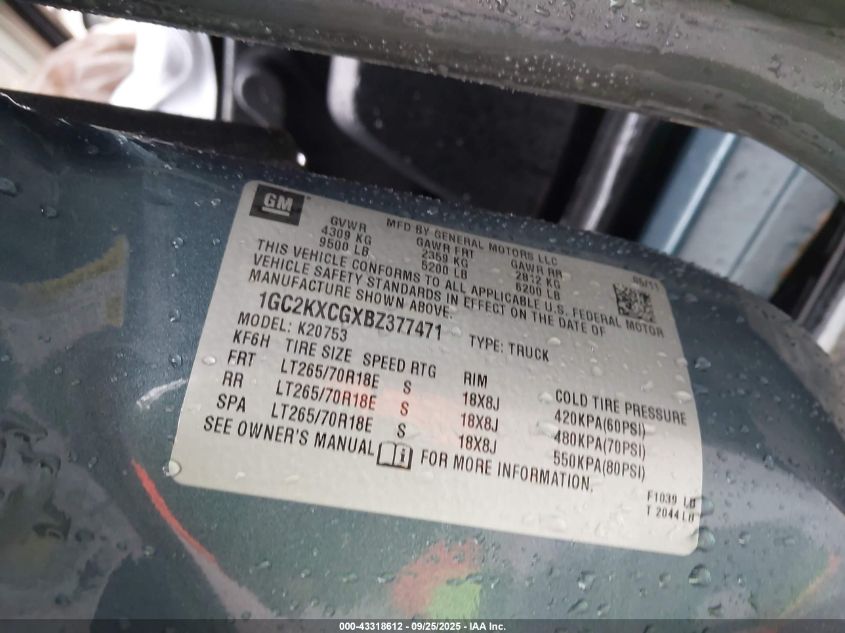 GM
MFD BY GENERAL MOTORS LLC
05/11
GVWR GAWR FRT GAWR RR
4309 KG 2359 KG 2812 KG
9500 LB 5200 LB 6200 LB
THIS VEHICLE CONFORMS TO ALL APPLICABLE U.S. FEDERAL MOTOR
VEHICLE SAFETY STANDARDS IN EFFECT ON THE DATE OF
MANUFACTURE SHOWN ABOVE.
1GC2KXCGXBZ377471
MODEL: K20753 TYPE: TRUCK
KF6H TIRE SIZE SPEED RTG RIM COLD TIRE PRESSURE
FRT LT265/70R18E S 18X8J 420KPA(60PSI)
RR LT265/70R18E S 18X8J 480KPA(70PSI)
SPA LT265/70R18E S 18X8J 550KPA(80PSI)
SEE OWNER'S MANUAL FOR MORE INFORMATION.
F1039 LB
T 2044 LB
000-43318612 - 09/25/2025 - IAA Inc.